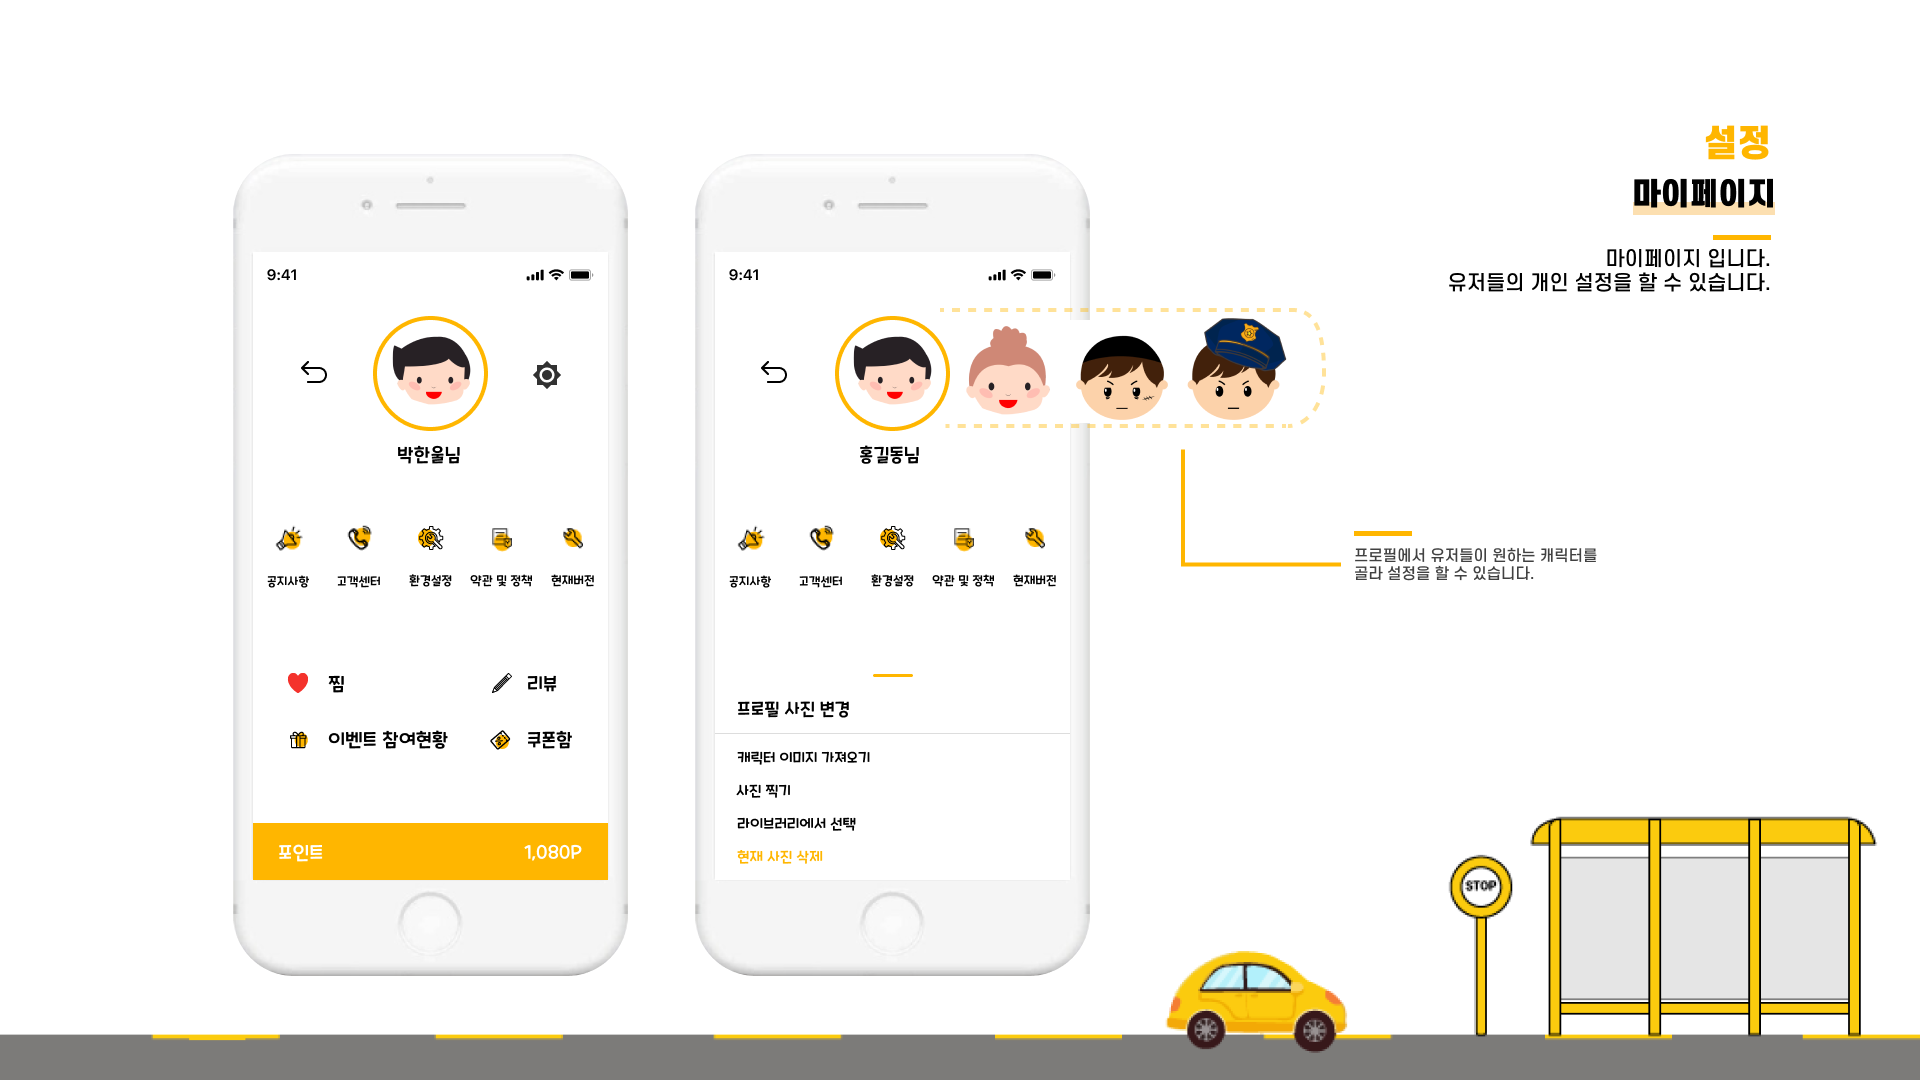 설정
마이페이지
마이페이지 입니다.
유저들의 개인 설정을 할 수 있습니다.
9:41
박한울님
공지사항
고객센터
환경설정
약관 및 정책
현재버전
찜
리뷰
이벤트 참여현황
쿠폰함
포인트
1,080P
9:41
홍길동님
공지사항
고객센터
환경설정
약관 및 정책
현재버전
프로필 사진 변경
캐릭터 이미지 가져오기
사진 찍기
라이브러리에서 선택
현재 사진 삭제
프로필에서 유저들이 원하는 캐릭터를
골라 설정을 할 수 있습니다.
STOP